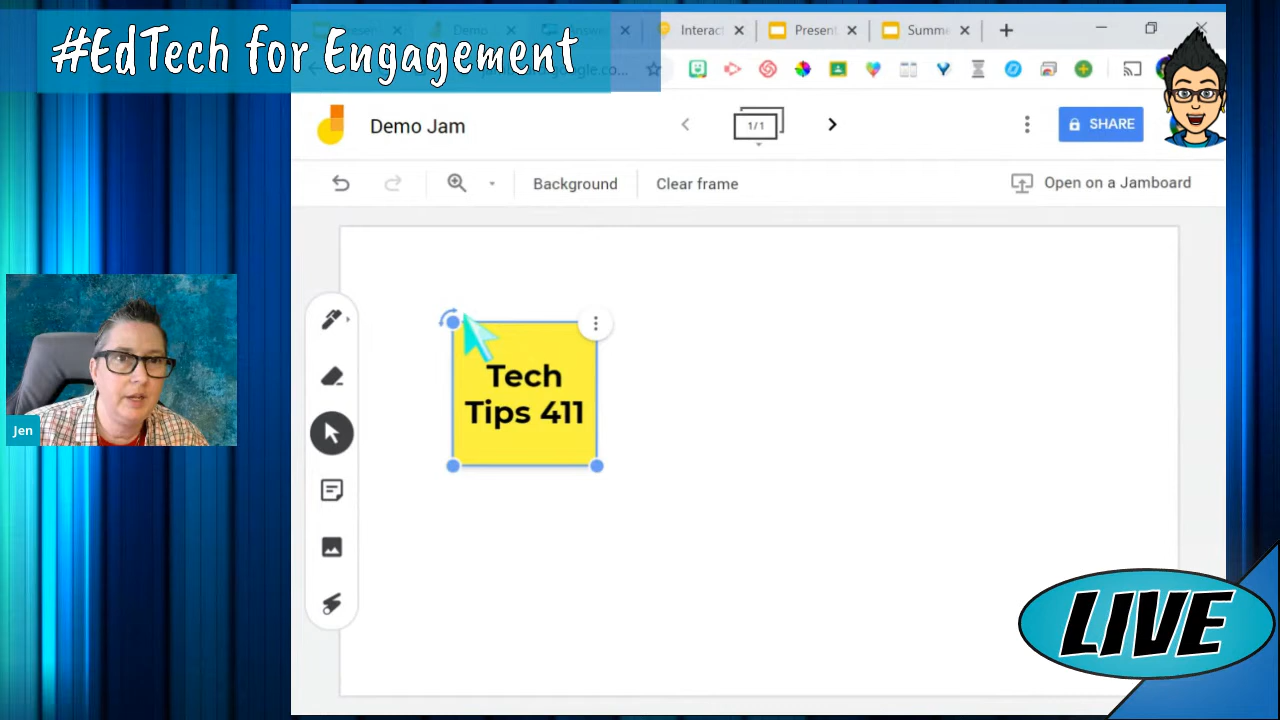 #EdTech for Engagement
Interac
Present
Summ
Demo Jam
1/1
SHARE
Background
Clear frame
Open on a Jamboard
Tech
Tips 411
Jen
LIVE